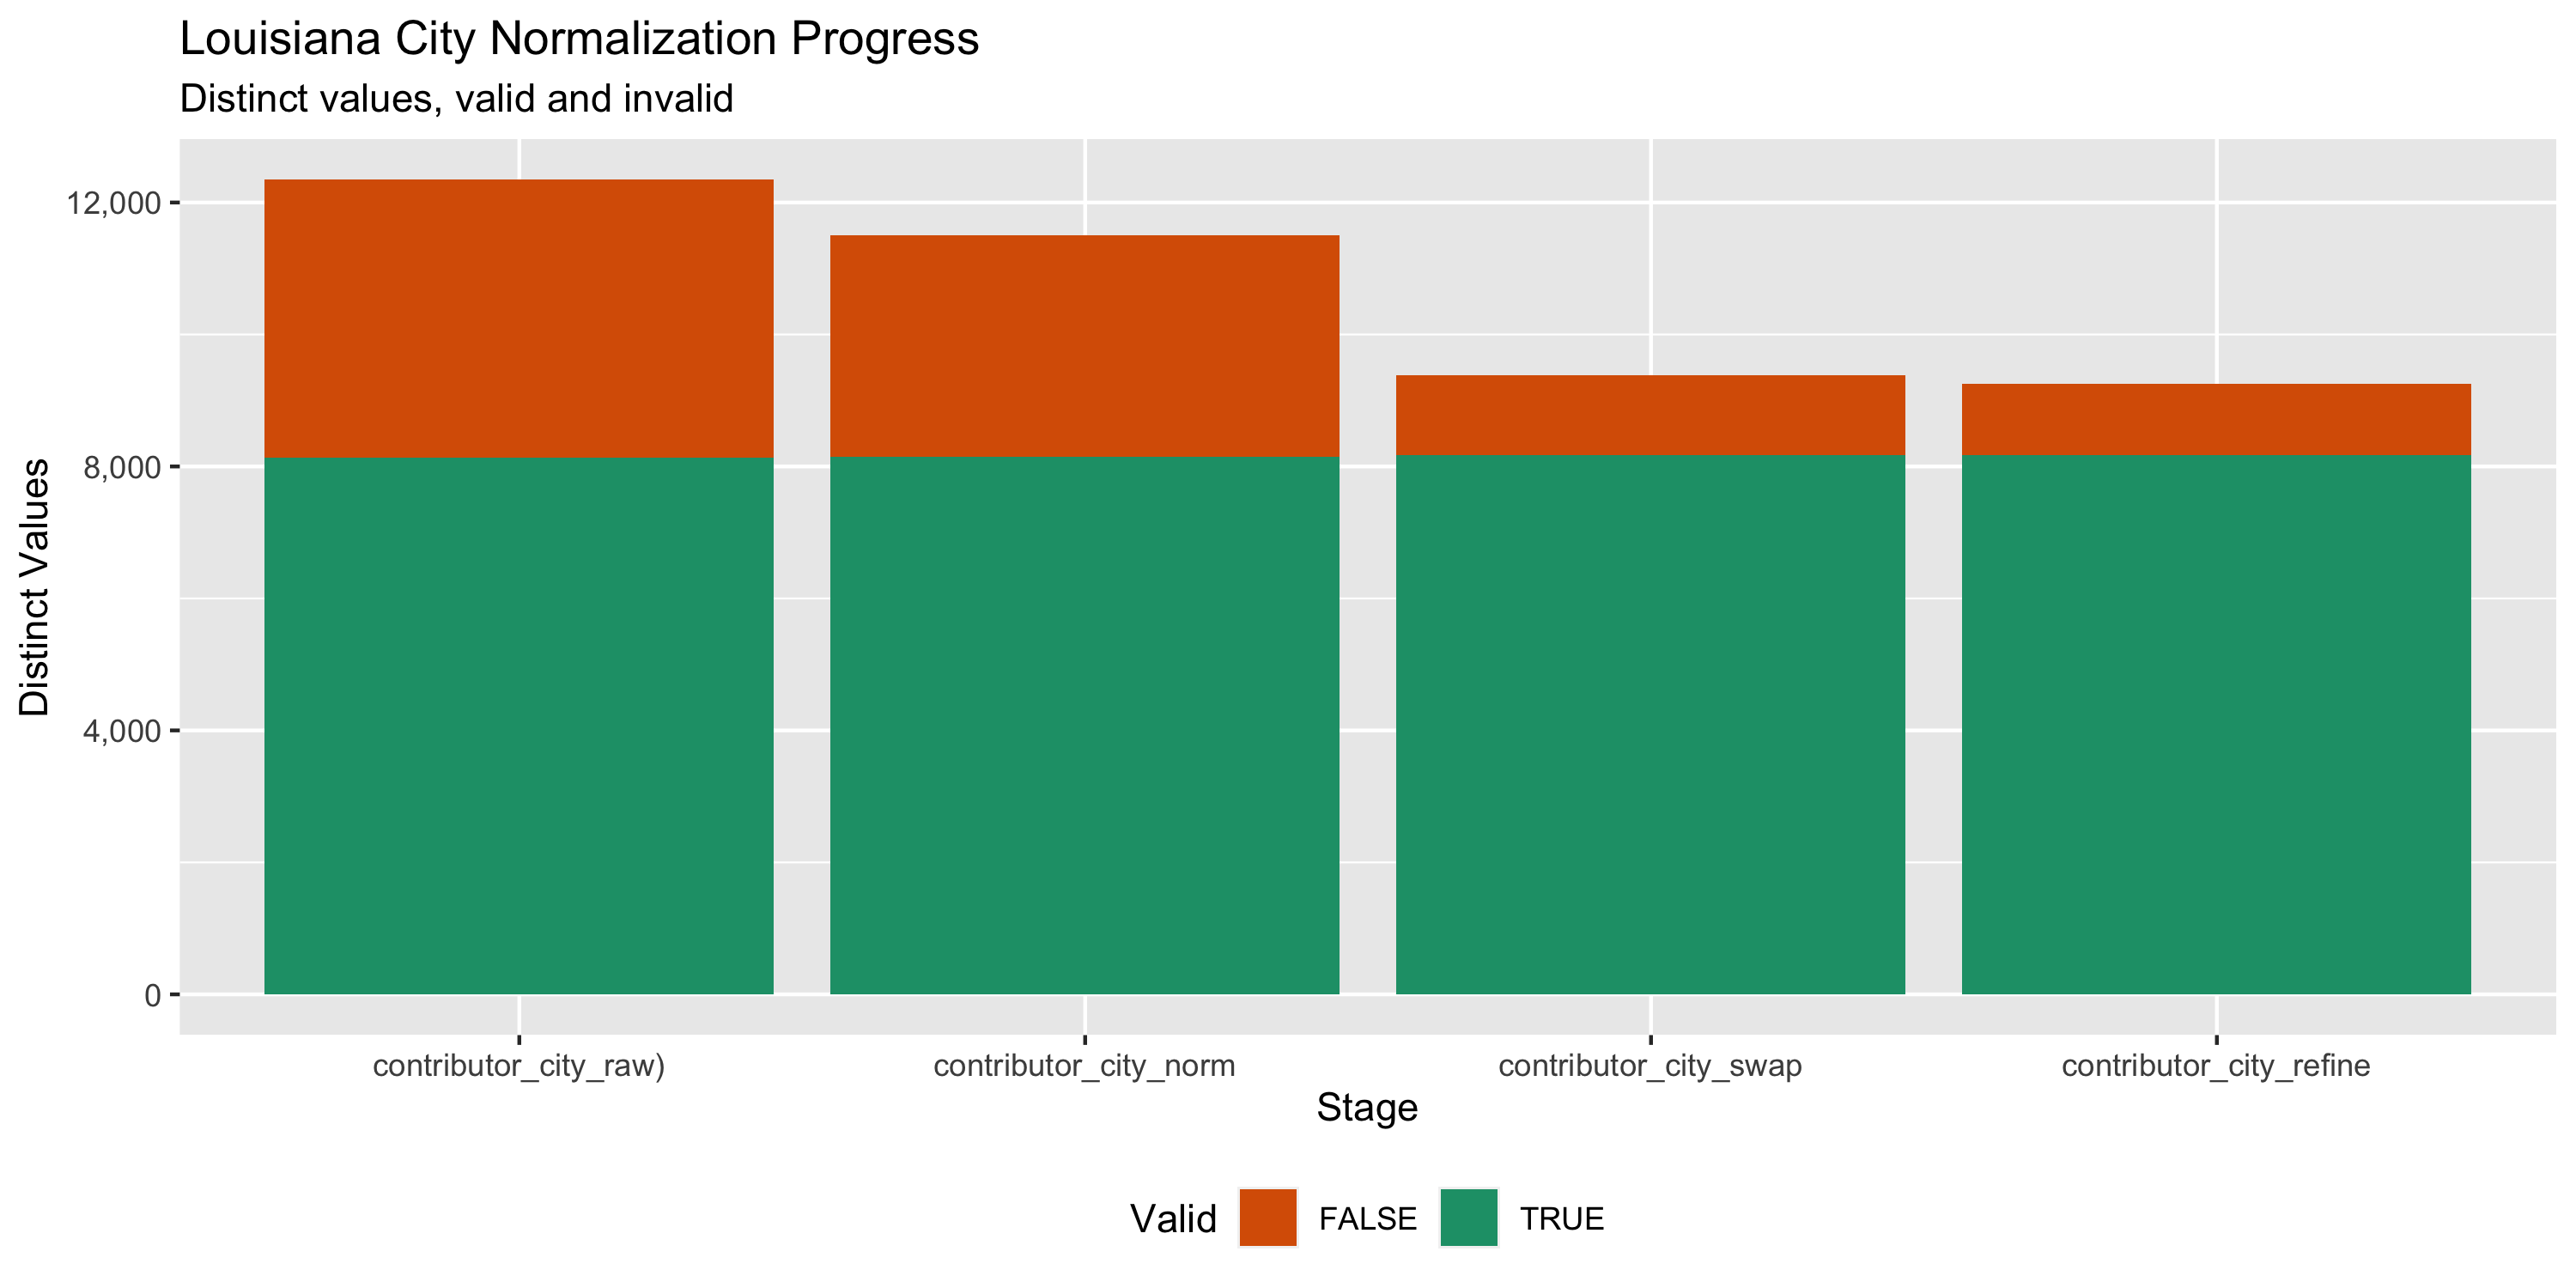 Louisiana City Normalization Progress
Distinct values, valid and invalid
Distinct Values
12,000
8,000
4,000
0
contributor_city_raw) contributor_city_norm contributor_city_swap contributor_city_refine
Stage
Valid FALSE TRUE